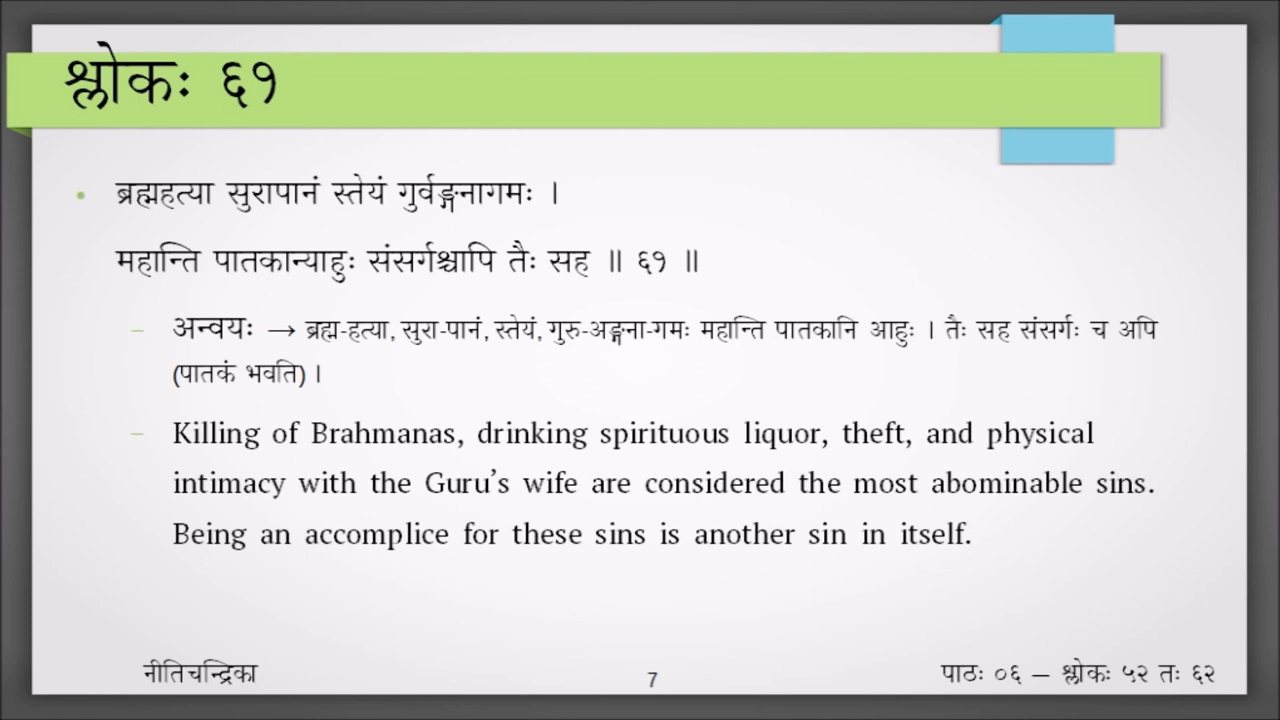 श्लोकः ६१
ब्रह्महत्या सुरापानं स्तेयं गुर्वङ्गनागमः ।
महान्ति पातकान्याहुः संसर्गश्चापि तैः सह ॥ ६१ ॥
अन्वयः → ब्रह्म-हत्या, सुरा-पानं, स्तेयं, गुरु-अङ्गना-गमः महान्ति पातकानि आहुः । तैः सह संसर्गः च अपि
(पातकं भवति) ।
Killing of Brahmanas, drinking spirituous liquor, theft, and physical
intimacy with the Guru’s wife are considered the most abominable sins.
Being an accomplice for these sins is another sin in itself.
नीतिचन्द्रिका 7 पाठः ०६ – श्लोकः ५२ तः ६२